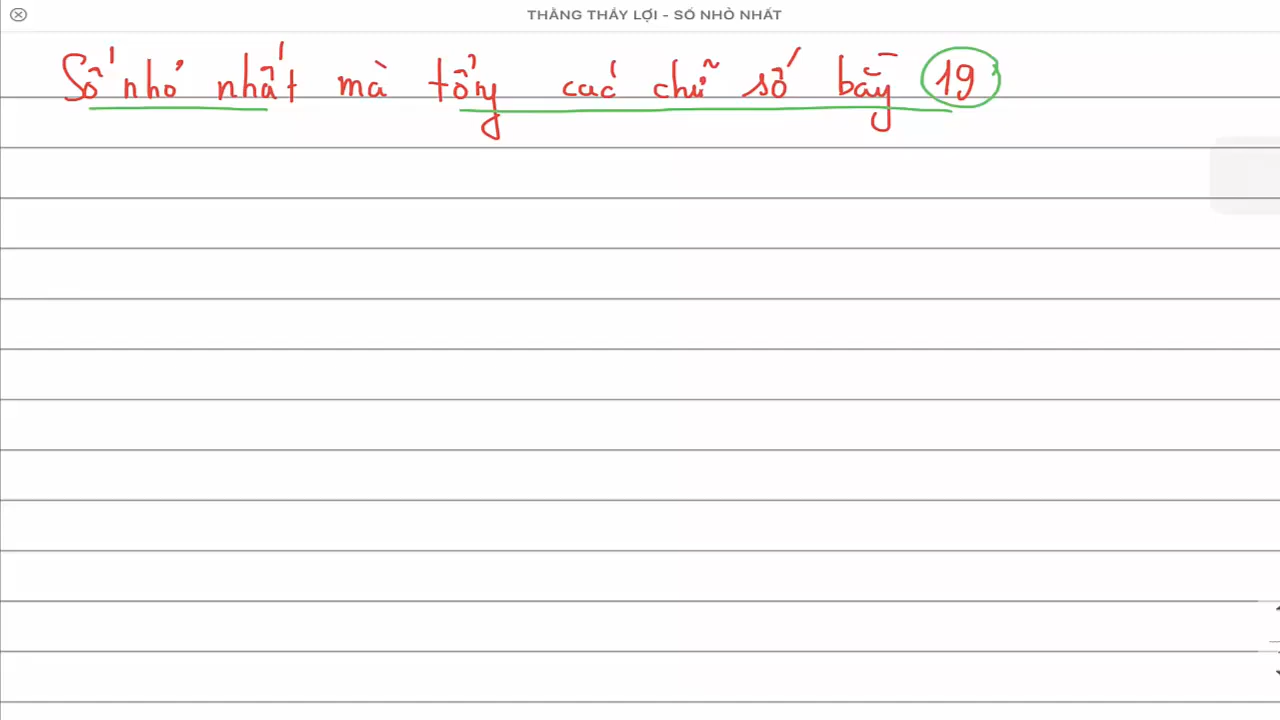 THẰNG THẦY LỢI - SỐ NHỎ NHẤT
Số nhỏ nhất mà tổng các chữ số bằng 19